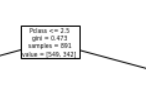 Pclass <= 2.5
gini = 0.473
samples = 891
value = [549, 342]